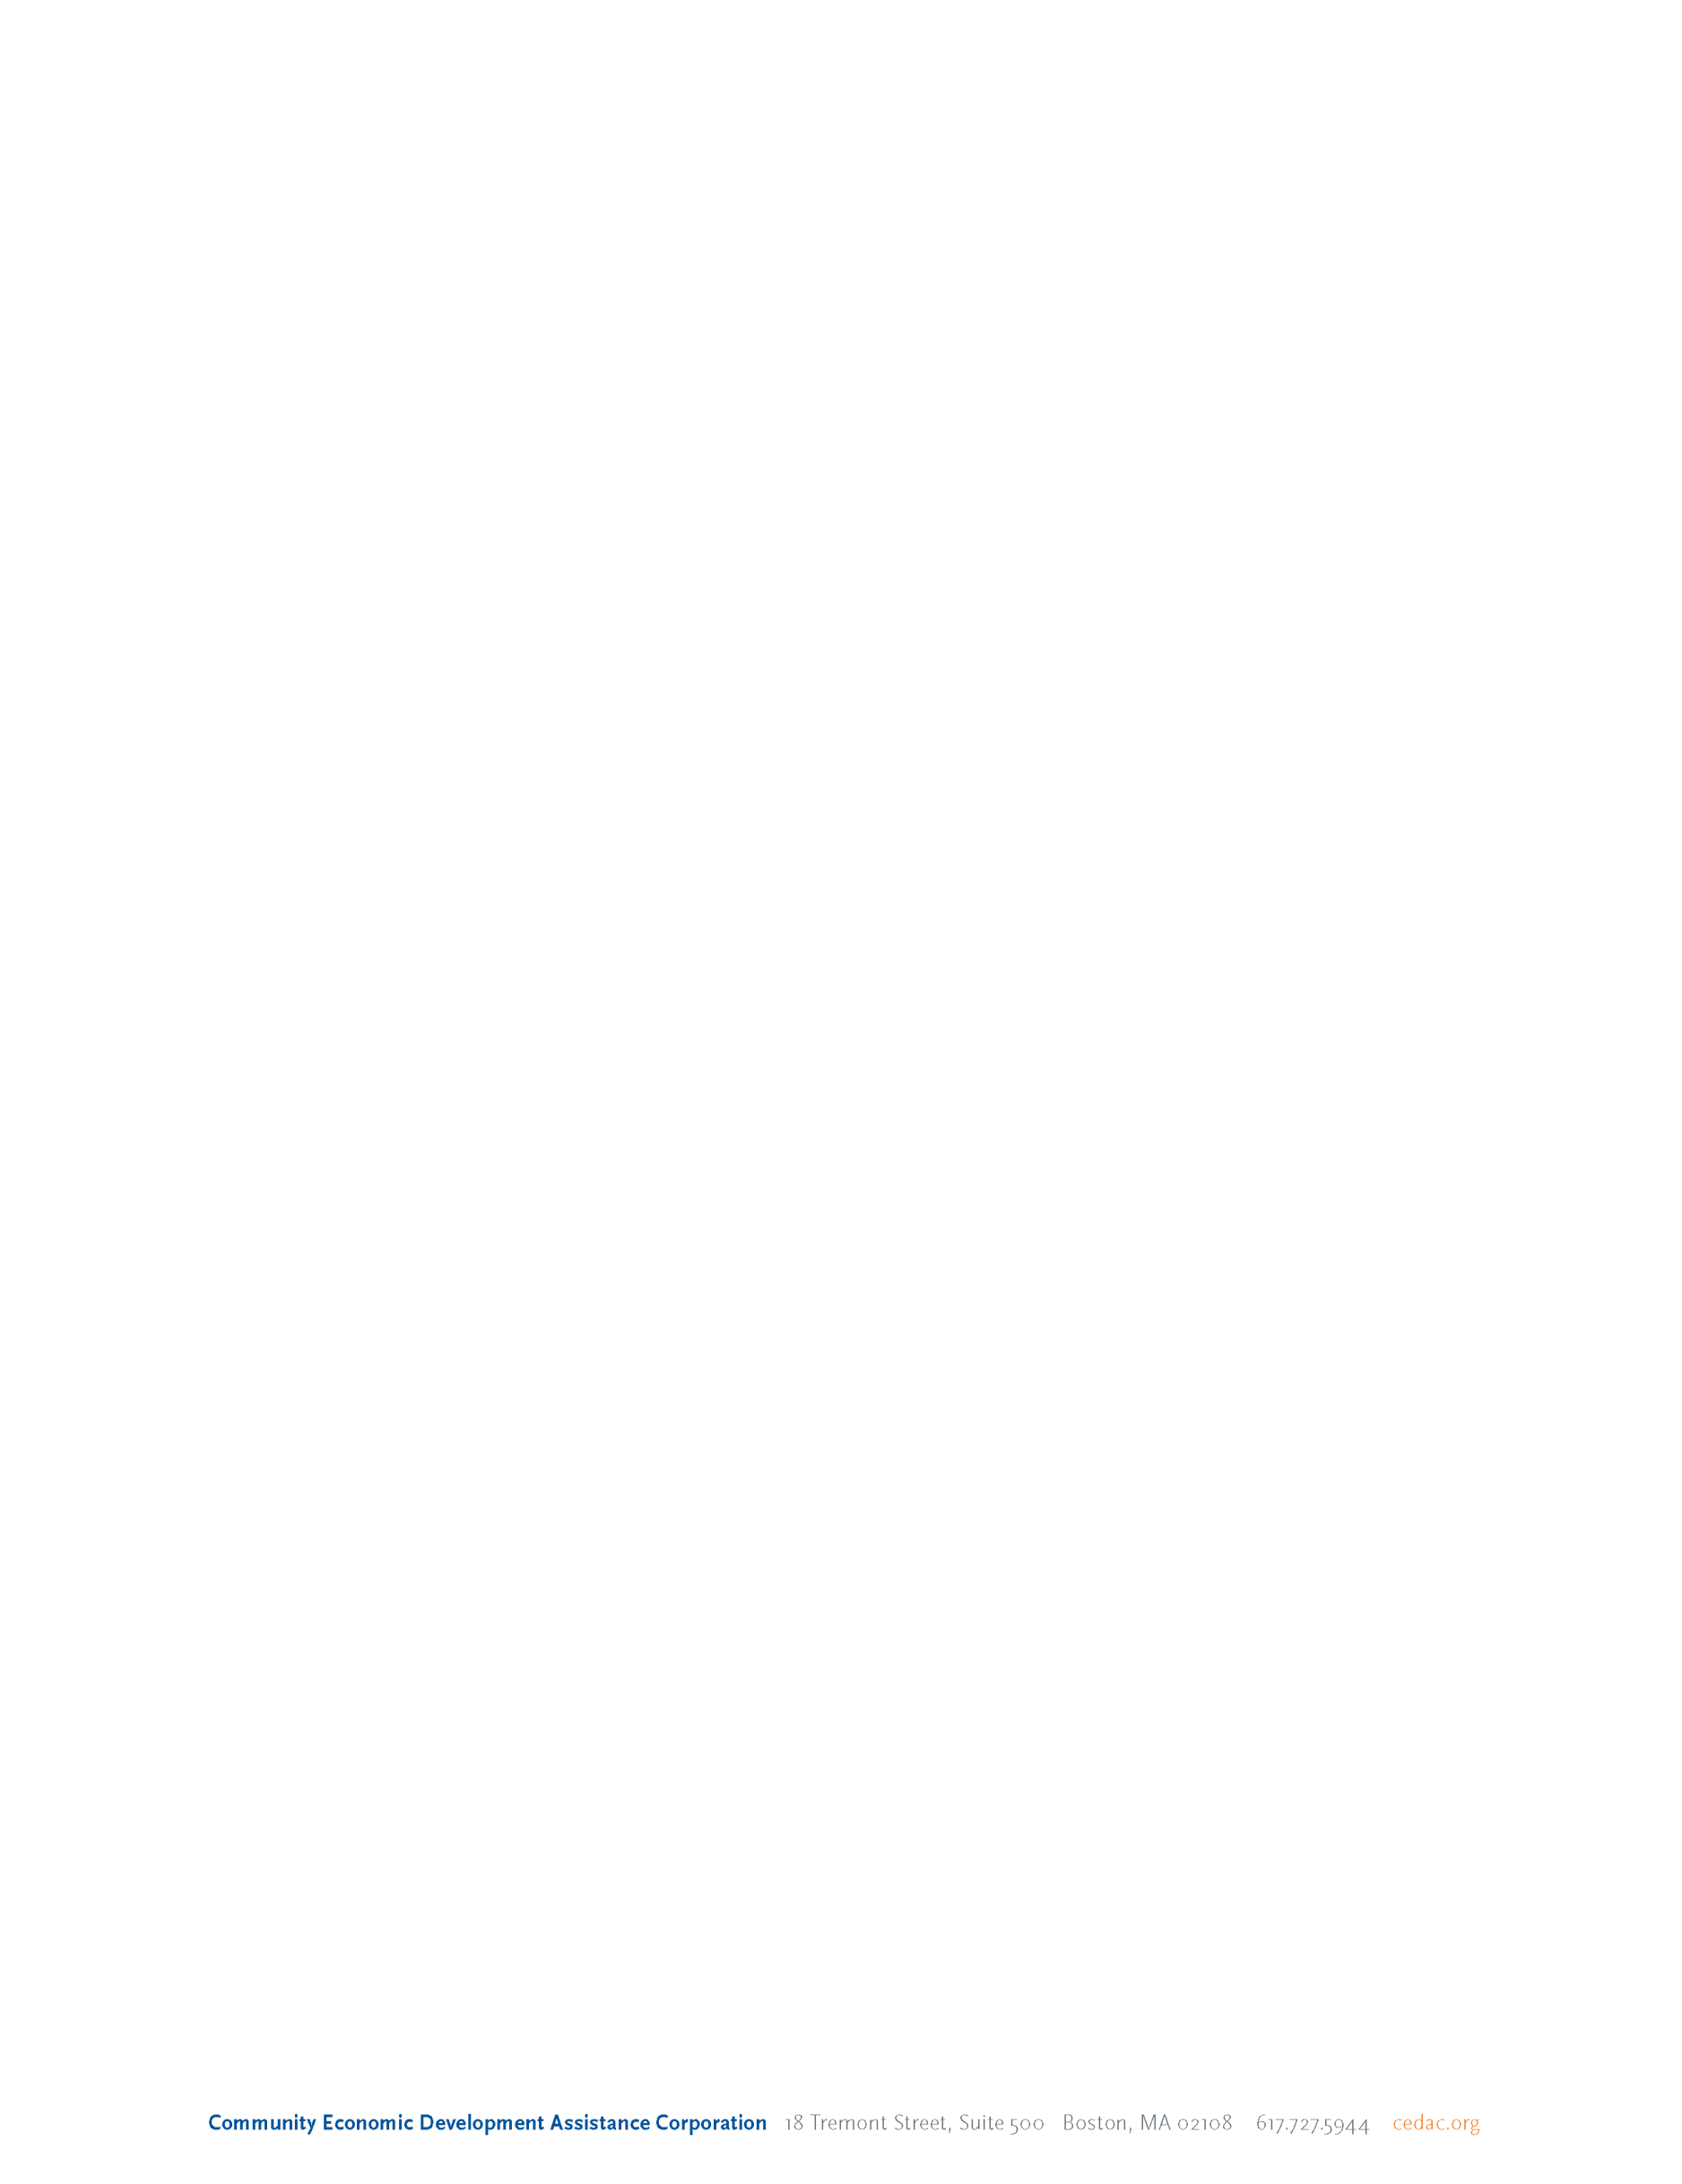 Community Economic Development Assistance Corporation 18 Tremont Street, Suite 500 Boston, MA 02108 617.727.5944 cedac.org